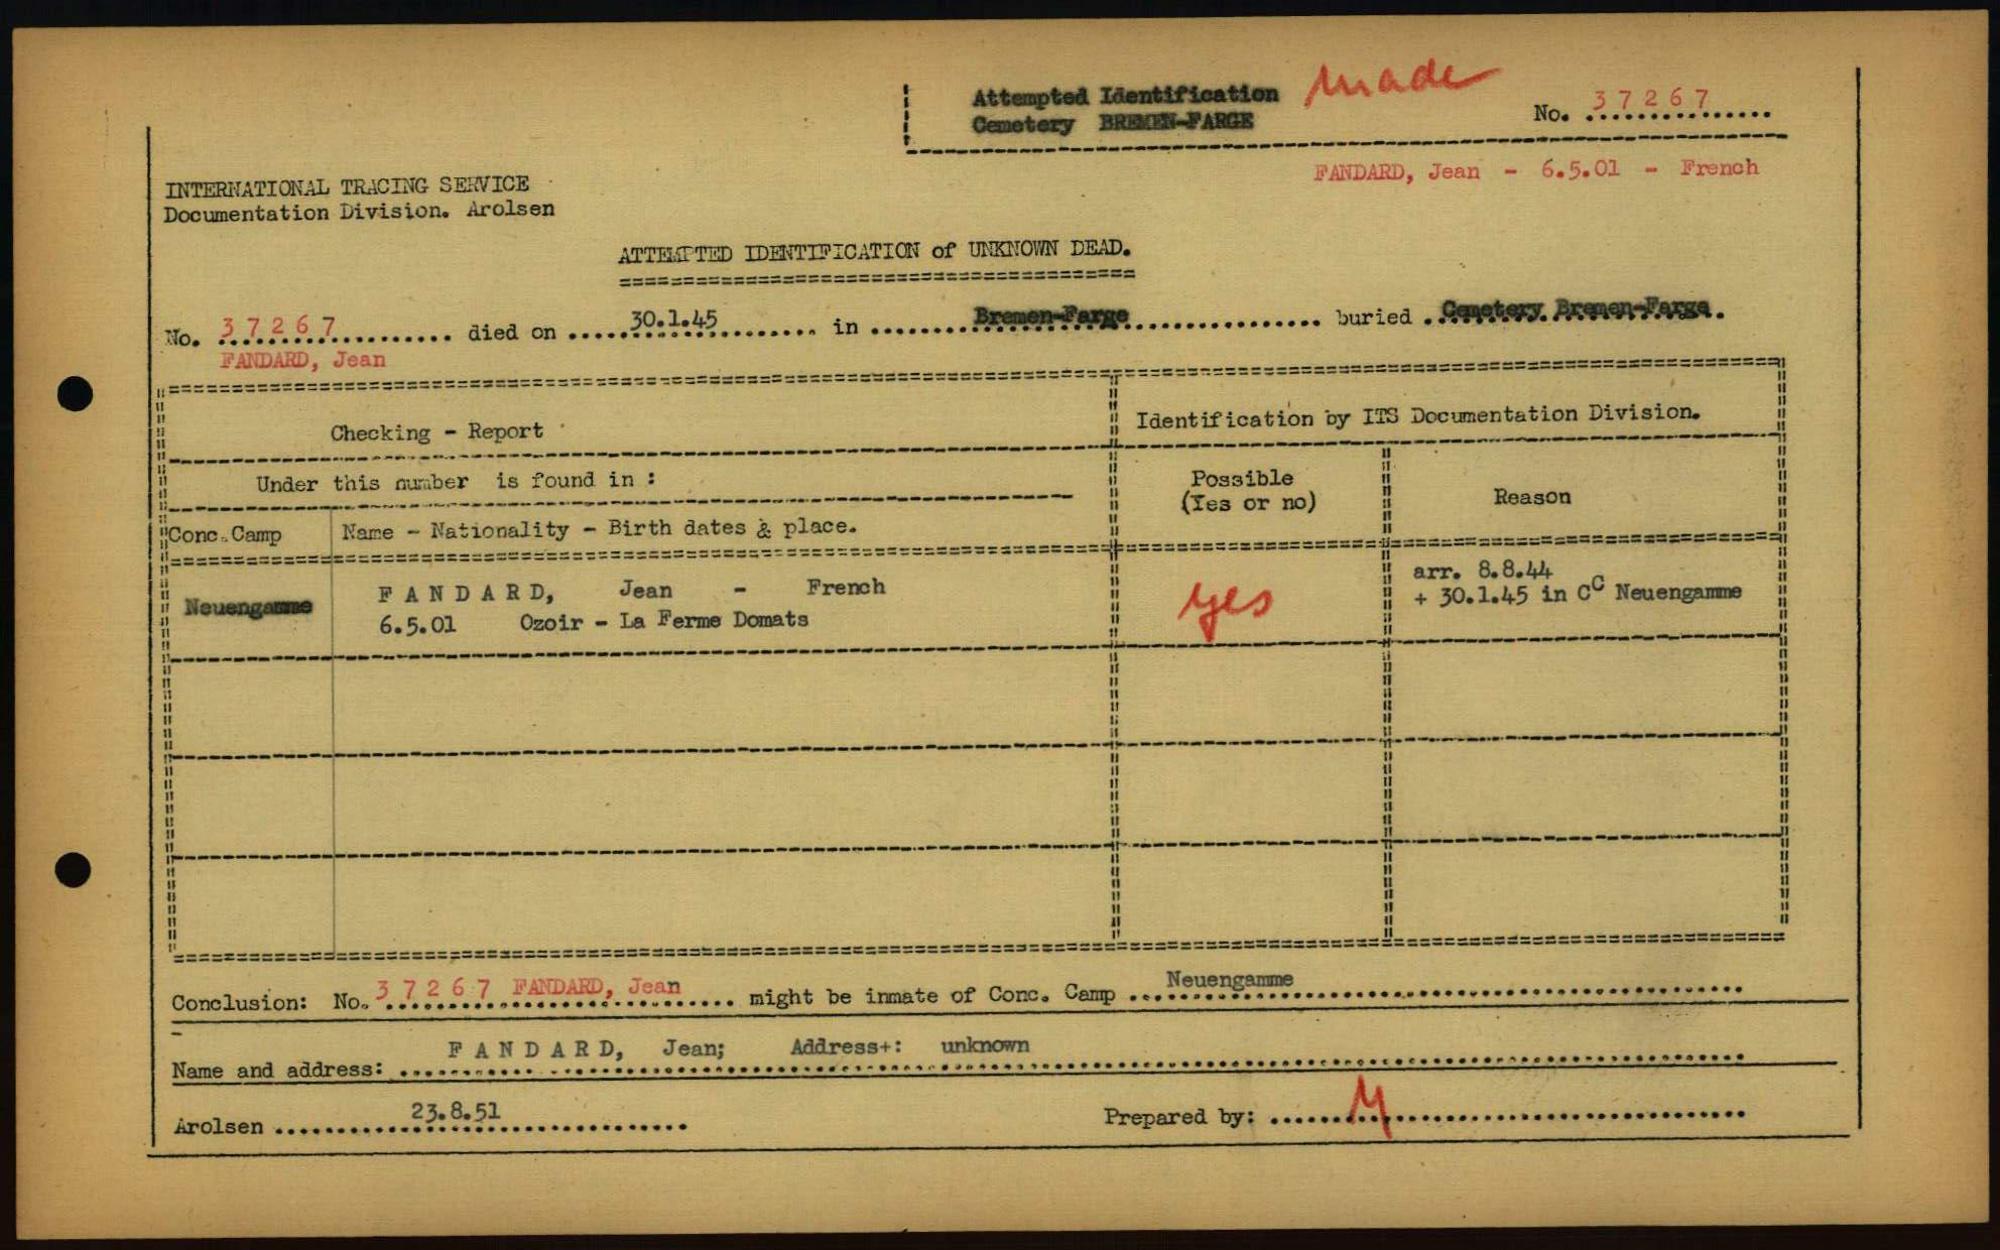 Attempted Identification made
Cemetery BREMEN-FARGE
No. 37267
FANDARD, Jean - 6.5.01 - French
INTERNATIONAL TRACING SERVICE
Documentation Division. Arolsen
ATTEMPTED IDENTIFICATION of UNKNOWN DEAD.
No. 37267 died on 30.1.45 in Bremen-Farge buried Cemetery Bremen-Farge.
FANDARD, Jean
Checking - Report
Identification by ITS Documentation Division.
Under this number is found in :
Possible
(Yes or no)
Reason
Conc. Camp
Name - Nationality - Birth dates & place.
Neuengamme
F A N D A R D, Jean - French
6.5.01 Ozoir - La Ferme Domats
yes
arr. 8.8.44
+ 30.1.45 in CC Neuengamme
Conclusion: No. 37267 FANDARD, Jean might be inmate of Conc. Camp Neuengamme
Name and address: F A N D A R D, Jean; Address+: unknown
Arolsen 23.8.51
Prepared by: